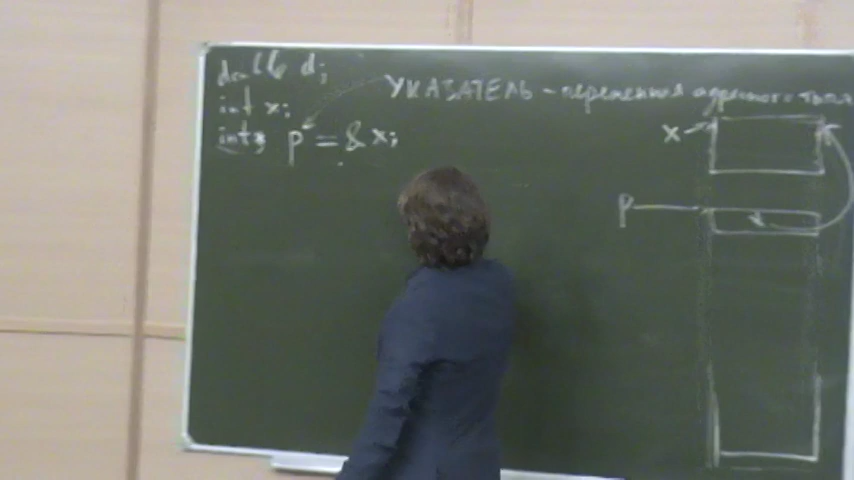 double d;
int x;
int* p = &x;
УКАЗАТЕЛЬ - переменная адресного типа
x
p